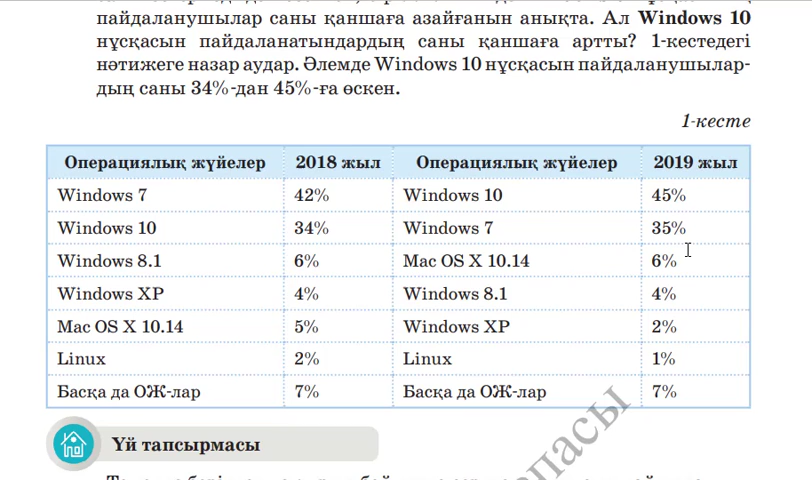 пайдаланушылар саны қаншаға азайғанын анықта. Ал Windows 10
нұсқасын пайдаланатындардың саны қаншаға артты? 1-кестедегі
нәтижеге назар аудар. Әлемде Windows 10 нұсқасын пайдаланушылар-
дың саны 34%-дан 45%-ға өскен.
1-кесте
Операциялық жүйелер 2018 жыл Операциялық жүйелер 2019 жыл
Windows 7 42% Windows 10 45%
Windows 10 34% Windows 7 35%
Windows 8.1 6% Mac OS X 10.14 6%
Windows XP 4% Windows 8.1 4%
Mac OS X 10.14 5% Windows XP 2%
Linux 2% Linux 1%
Басқа да ОЖ-лар 7% Басқа да ОЖ-лар 7%
Үй тапсырмасы